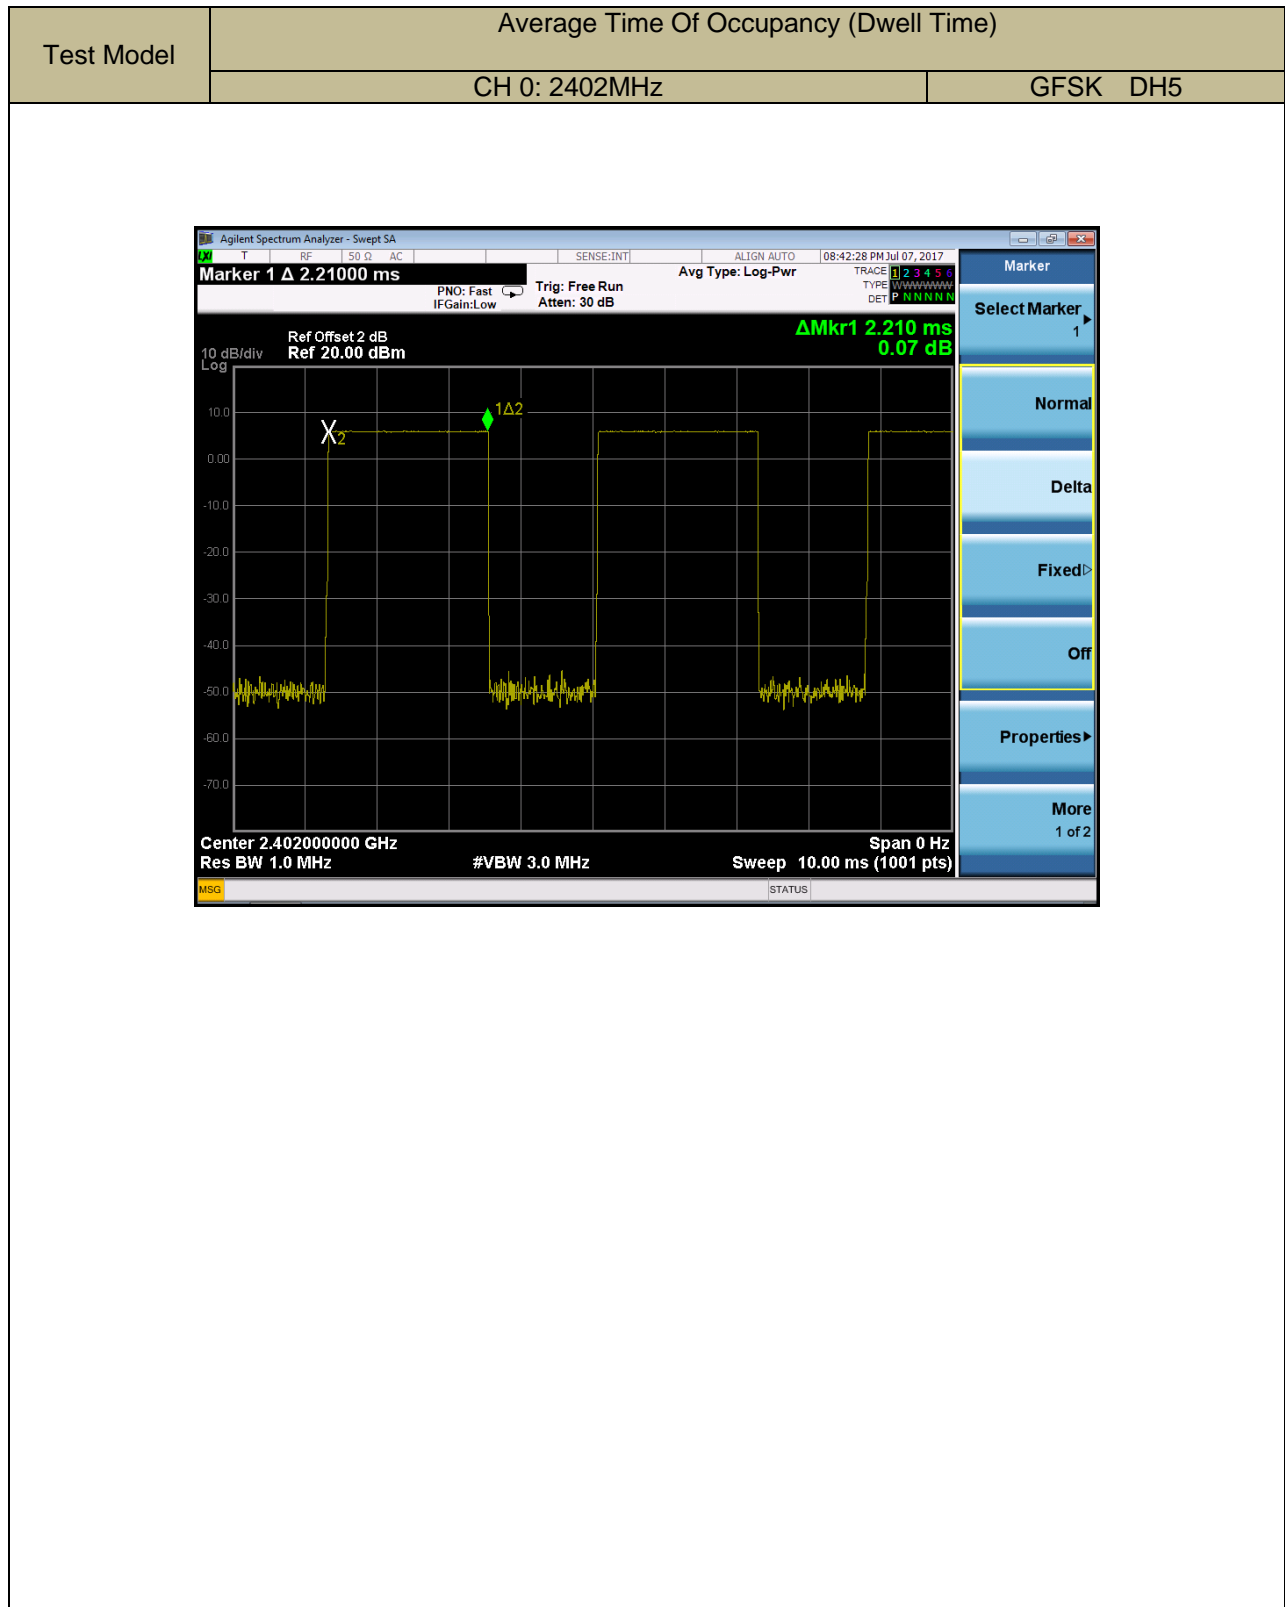 Average Time Of Occupancy (Dwell Time)
Test Model
CH 0: 2402MHz GFSK DH5
Agilent Spectrum Analyzer - Swept SA
LXI T RF 50 Ω AC SENSE:INT ALIGN AUTO 08:42:28 PM Jul 07, 2017
Marker 1 Δ 2.21000 ms
PNO: Fast
IFGain:Low
Trig: Free Run
Atten: 30 dB
Avg Type: Log-Pwr
TRACE 1 2 3 4 5 6
TYPE WWWWWW
DET P N N N N N
Marker
Select Marker
1
Normal
Delta
Fixed
Off
Properties
More
1 of 2
ΔMkr1 2.210 ms
0.07 dB
Ref Offset 2 dB
10 dB/div Ref 20.00 dBm
Log
10.0
0.00
-10.0
-20.0
-30.0
-40.0
-50.0
-60.0
-70.0
X2
1Δ2
Center 2.402000000 GHz Span 0 Hz
Res BW 1.0 MHz #VBW 3.0 MHz Sweep 10.00 ms (1001 pts)
MSG STATUS